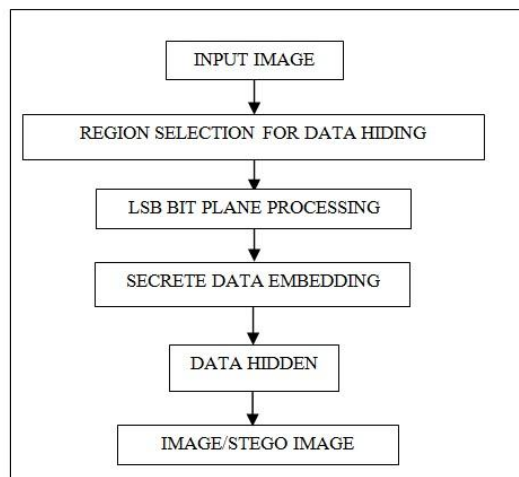 INPUT IMAGE
REGION SELECTION FOR DATA HIDING
LSB BIT PLANE PROCESSING
SECRETE DATA EMBEDDING
DATA HIDDEN
IMAGE/STEGO IMAGE